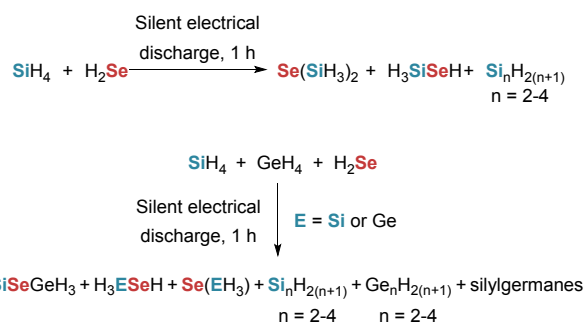 Silent electrical
discharge, 1 h
SiH₄ + H₂Se → Se(SiH₃)₂ + H₃SiSeH + SiₙH₂₍ₙ₊₁₎
n = 2-4
SiH₄ + GeH₄ + H₂Se
Silent electrical
discharge, 1 h
E = Si or Ge
SiSeGeH₃ + H₃ESeH + Se(EH₃) + SiₙH₂₍ₙ₊₁₎ + GeₙH₂₍ₙ₊₁₎ + silylgermanes
n = 2-4 n = 2-4